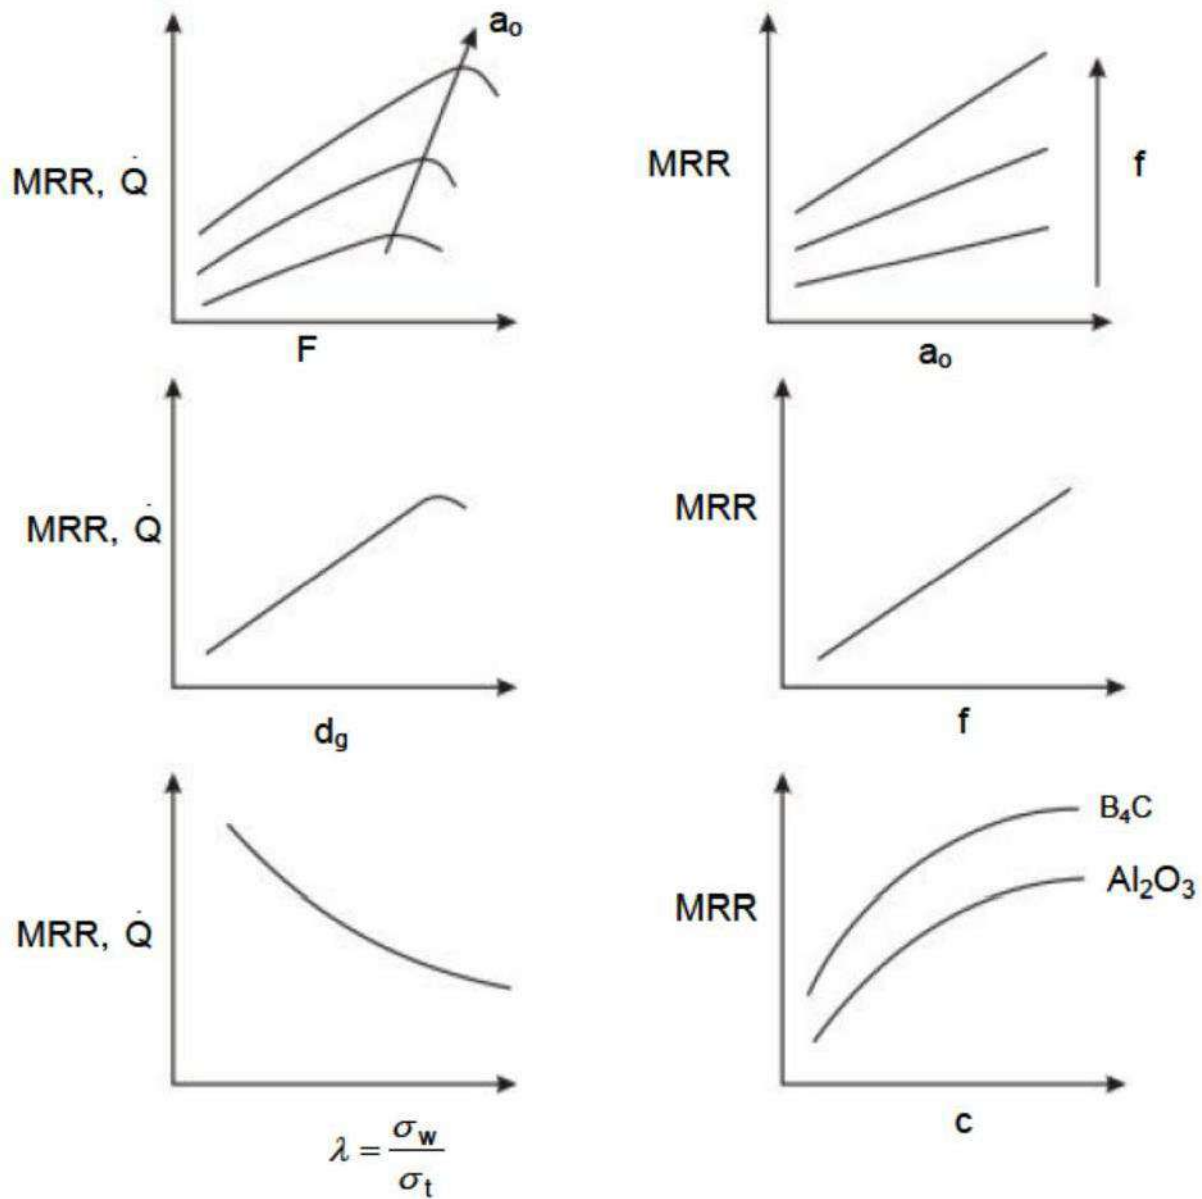 a₀
MRR, Q̇
F
MRR
f
a₀
MRR, Q̇
d_g
MRR
f
MRR, Q̇
λ = σ_w / σ_t
MRR
B₄C
Al₂O₃
c